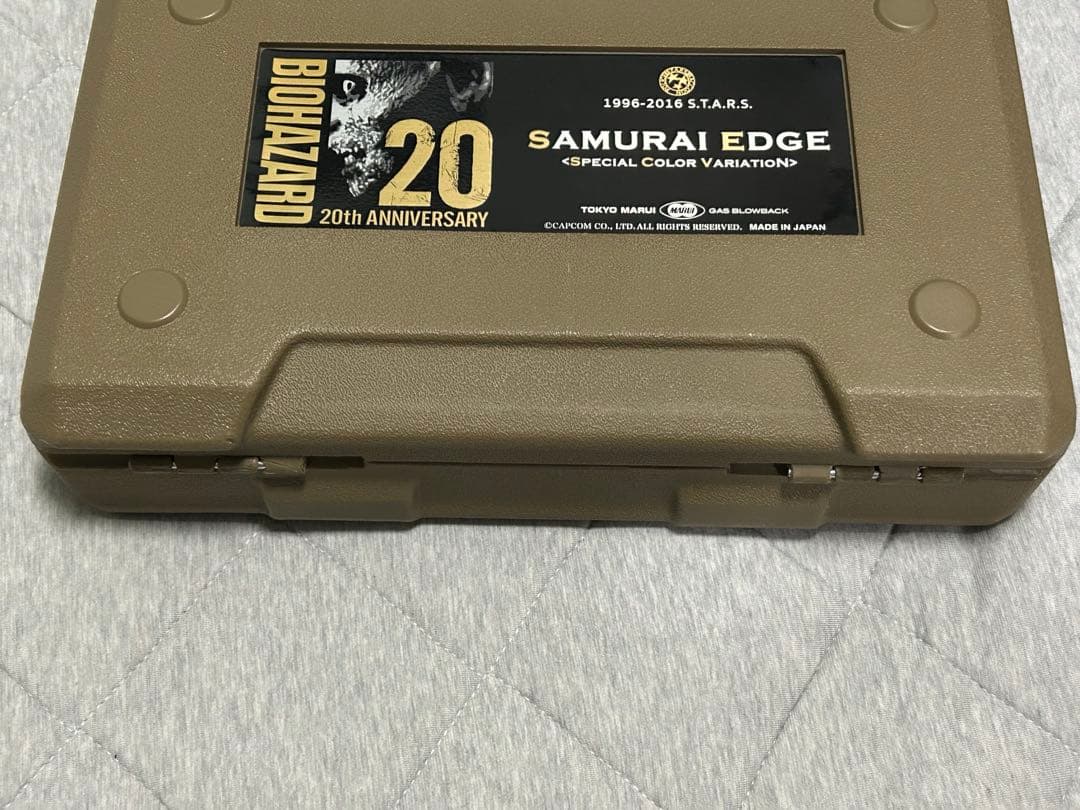 BIOHAZARD
20
20th ANNIVERSARY
1996-2016 S.T.A.R.S.
SAMURAI EDGE
<SPECIAL COLOR VARIATION>
TOKYO MARUI MARUI GAS BLOWBACK
©CAPCOM CO., LTD. ALL RIGHTS RESERVED. MADE IN JAPAN